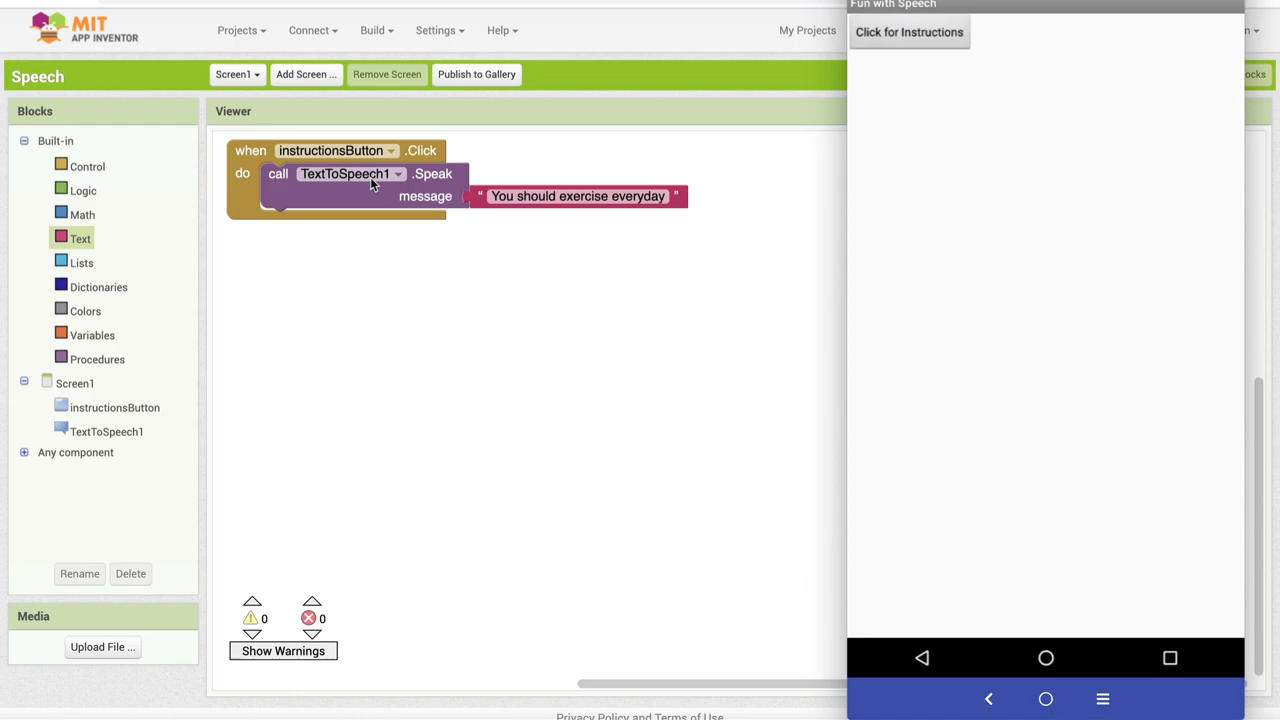 Fun with Speech
MIT
APP INVENTOR
Projects
Connect
Build
Settings
Help
My Projects
Click for Instructions
Speech
Screen1
Add Screen ...
Remove Screen
Publish to Gallery
Blocks
Viewer
Built-in
Control
Logic
Math
Text
Lists
Dictionaries
Colors
Variables
Procedures
Screen1
instructionsButton
TextToSpeech1
Any component
Rename
Delete
Media
Upload File ...
when instructionsButton .Click
do call TextToSpeech1 .Speak
message “ You should exercise everyday ”
0
0
Show Warnings
Privacy Policy and Terms of Use